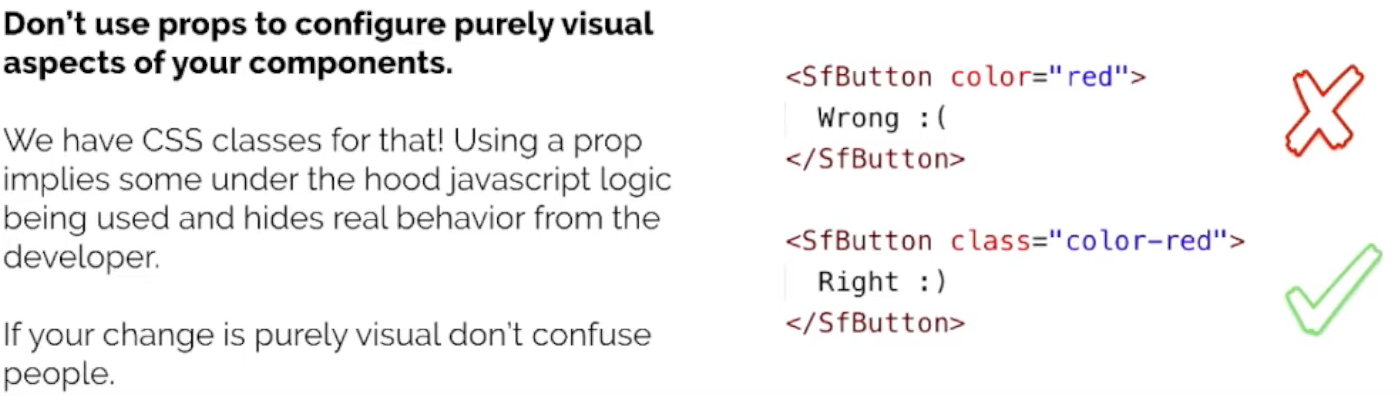 Don't use props to configure purely visual
aspects of your components.
We have CSS classes for that! Using a prop
implies some under the hood javascript logic
being used and hides real behavior from the
developer.
If your change is purely visual don't confuse
people.
<SfButton color="red">
Wrong :(
</SfButton>
<SfButton class="color-red">
Right :)
</SfButton>